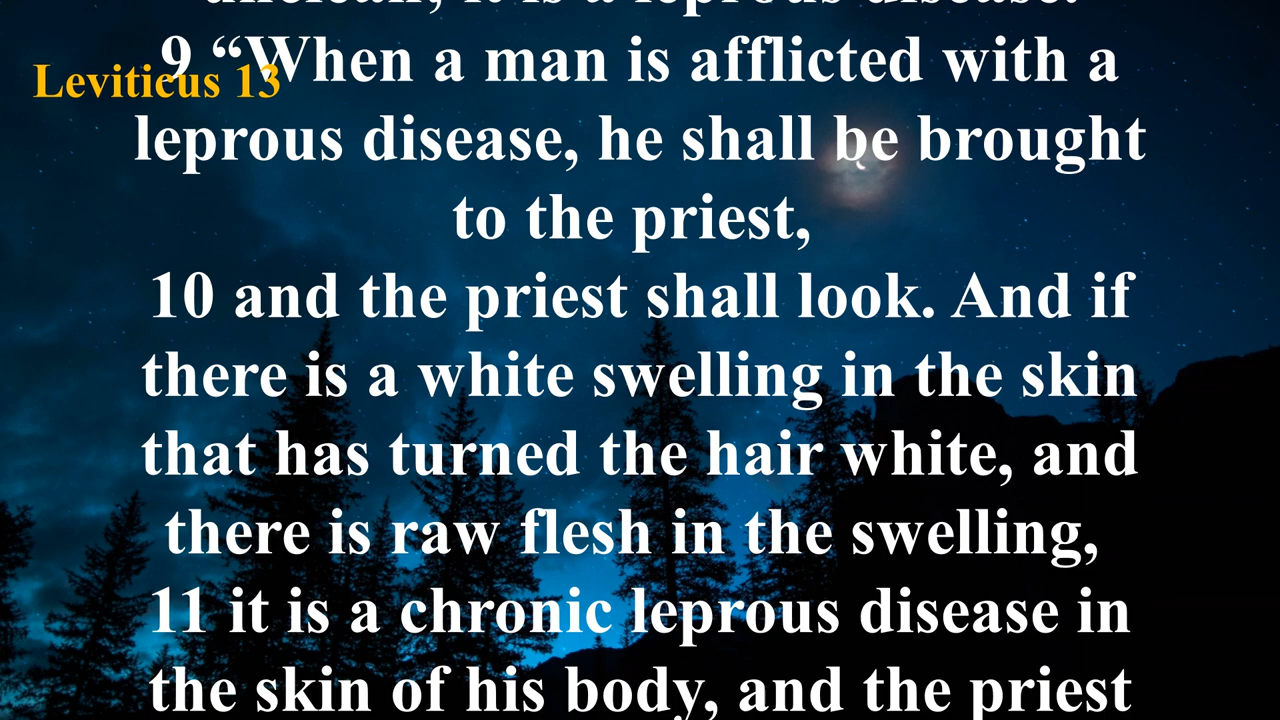 unclean; it is a leprous disease.
Leviticus 13
9 “When a man is afflicted with a
leprous disease, he shall be brought
to the priest,
10 and the priest shall look. And if
there is a white swelling in the skin
that has turned the hair white, and
there is raw flesh in the swelling,
11 it is a chronic leprous disease in
the skin of his body, and the priest